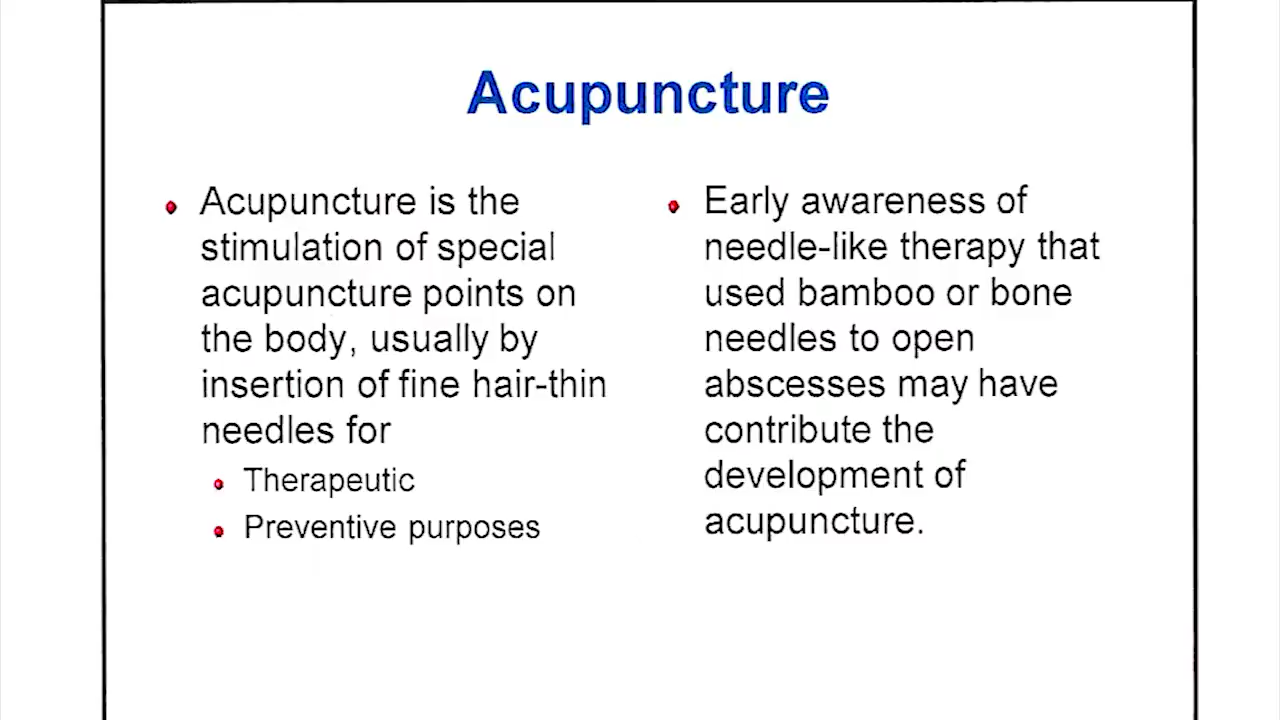 Acupuncture
Acupuncture is the
stimulation of special
acupuncture points on
the body, usually by
insertion of fine hair-thin
needles for
Therapeutic
Preventive purposes
Early awareness of
needle-like therapy that
used bamboo or bone
needles to open
abscesses may have
contribute the
development of
acupuncture.